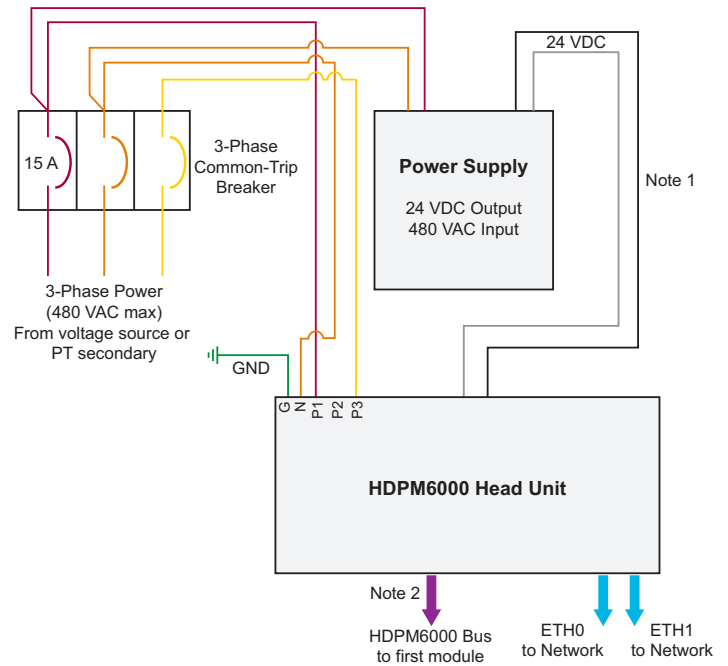 24 VDC
15 A
3-Phase
Common-Trip
Breaker
Power Supply
24 VDC Output
480 VAC Input
Note 1
3-Phase Power
(480 VAC max)
From voltage source or
PT secondary
GND
G
N
P1
P2
P3
HDPM6000 Head Unit
Note 2
HDPM6000 Bus
to first module
ETH0
to Network
ETH1
to Network